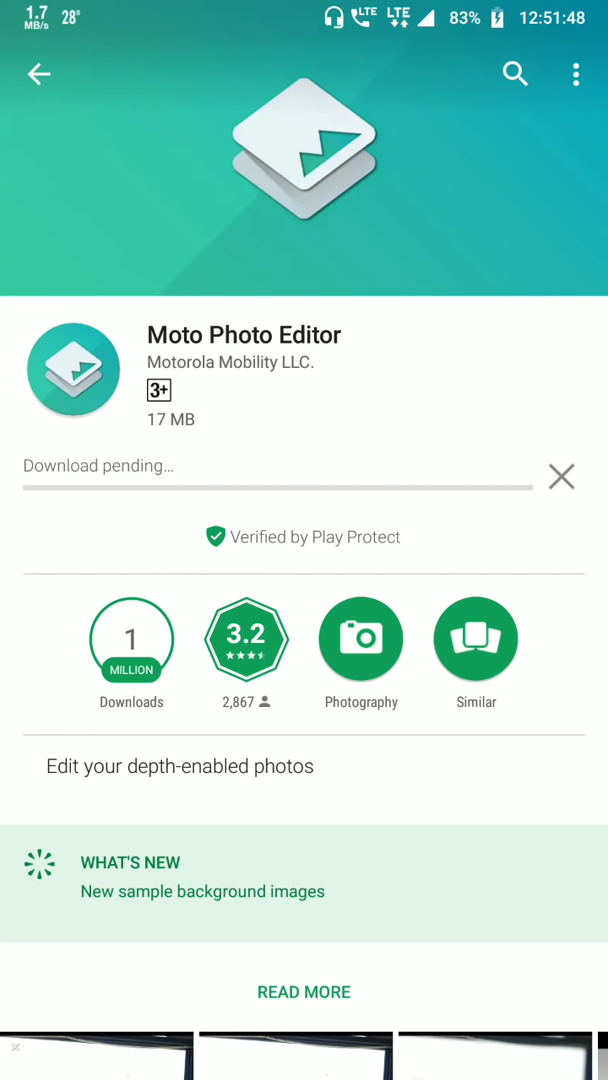 1.7 MB/s 28° LTE LTE 83% 12:51:48
Moto Photo Editor
Motorola Mobility LLC.
3+
17 MB
Download pending...
Verified by Play Protect
1 MILLION
3.2
Downloads
2,867
Photography
Similar
Edit your depth-enabled photos
WHAT'S NEW
New sample background images
READ MORE